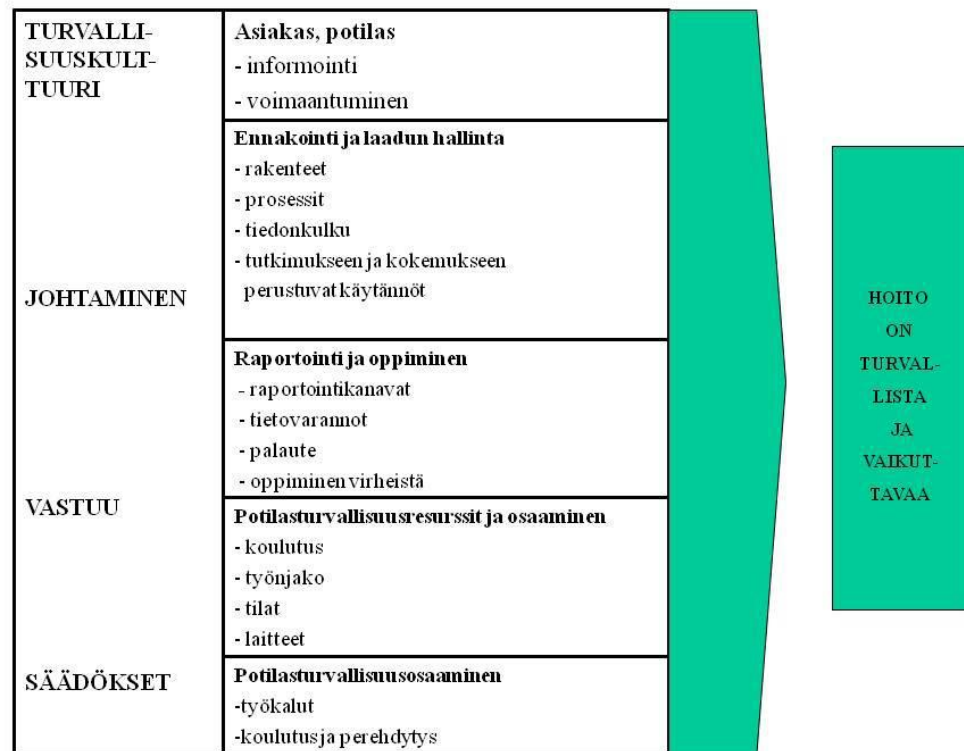 TURVALLI-
SUUSKULT-
TUURI
JOHTAMINEN
VASTUU
SÄÄDÖKSET
Asiakas, potilas
- informointi
- voimaantuminen
Ennakointi ja laadun hallinta
- rakenteet
- prosessit
- tiedonkulku
- tutkimukseen ja kokemukseen
perustuvat käytännöt
Raportointi ja oppiminen
- raportointikanavat
- tietovarannot
- palaute
- oppiminen virheistä
Potilasturvallisuusresurssit ja osaaminen
- koulutus
- työnjako
- tilat
- laitteet
Potilasturvallisuusosaaminen
-työkalut
-koulutus ja perehdytys
HOITO
ON
TURVAL-
LISTA
JA
VAIKUT-
TAVAA